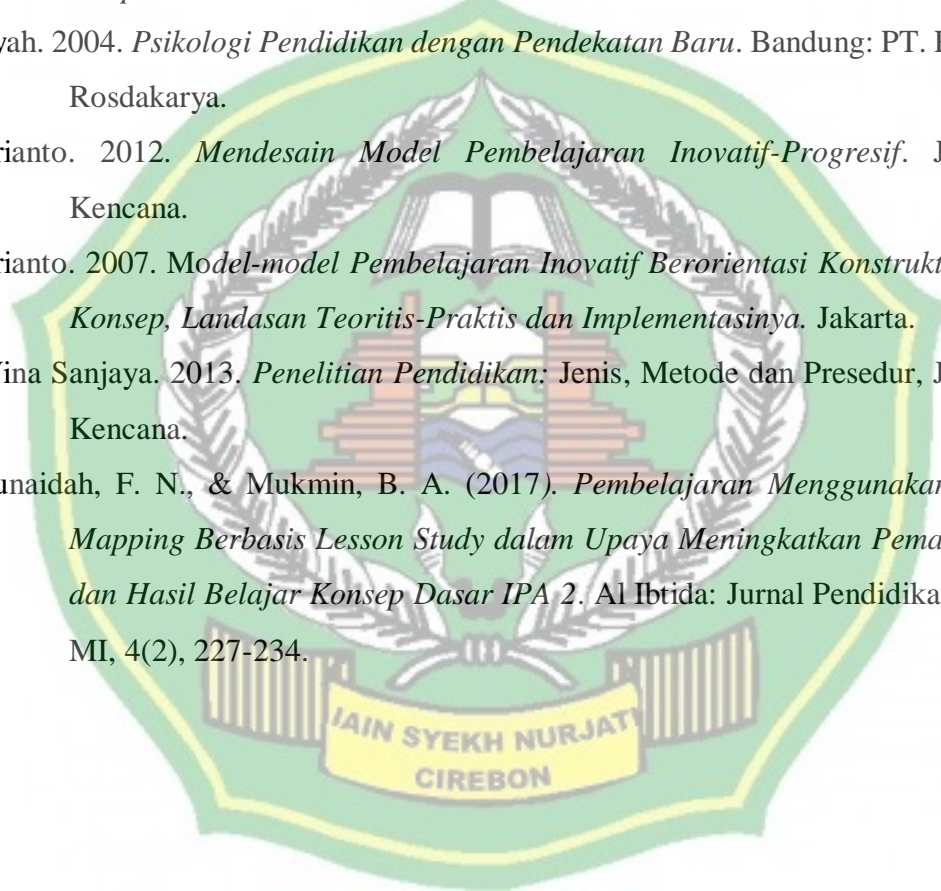 yah. 2004. Psikologi Pendidikan dengan Pendekatan Baru. Bandung: PT.
Rosdakarya.
rianto. 2012. Mendesain Model Pembelajaran Inovatif-Progresif. J
Kencana.
rianto. 2007. Model-model Pembelajaran Inovatif Berorientasi Konstrukt
Konsep, Landasan Teoritis-Praktis dan Implementasinya. Jakarta.
ina Sanjaya. 2013. Penelitian Pendidikan: Jenis, Metode dan Presedur, J
Kencana.
unaidah, F. N., & Mukmin, B. A. (2017). Pembelajaran Menggunakan
Mapping Berbasis Lesson Study dalam Upaya Meningkatkan Pema
dan Hasil Belajar Konsep Dasar IPA 2. Al Ibtida: Jurnal Pendidika
MI, 4(2), 227-234.
IAIN SYEKH NURJATI
CIREBON